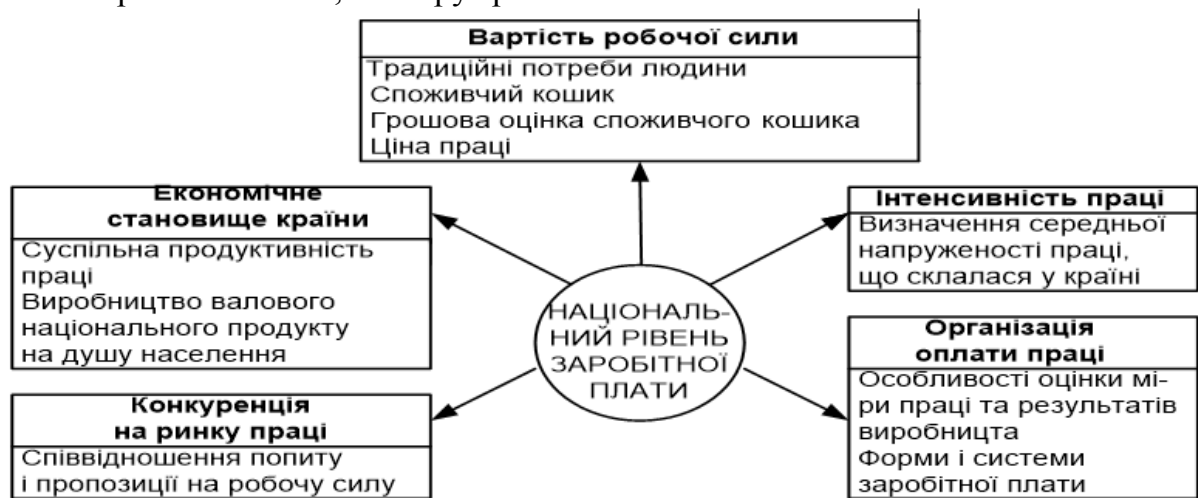 Вартість робочої сили
Традиційні потреби людини
Споживчий кошик
Грошова оцінка споживчого кошика
Ціна праці
Економічне
становище країни
Суспільна продуктивність
праці
Виробництво валового
національного продукту
на душу населення
Інтенсивність праці
Визначення середньої
напруженості праці,
що склалася у країні
НАЦІОНАЛЬ-
НИЙ РІВЕНЬ
ЗАРОБІТНОЇ
ПЛАТИ
Організація
оплати праці
Особливості оцінки мі-
ри праці та результатів
виробницта
Форми і системи
заробітної плати
Конкуренція
на ринку праці
Співвідношення попиту
і пропозиції на робочу силу